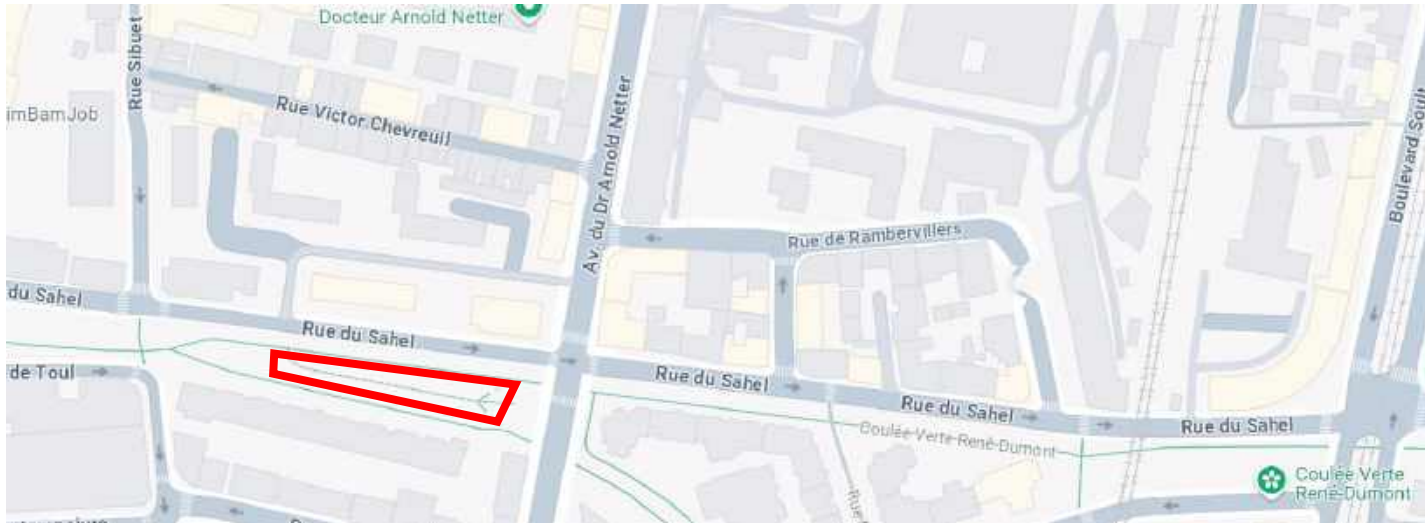 Docteur Arnold Netter
Rue Sibuet
imBamJob
Rue Victor Chevreuil
Av. du Dr Arnold Netter
Boulevard Soult
Rue de Rambervillers
du Sahel
Rue du Sahel
de Toul
Rue du Sahel
Rue du Sahel
Rue du Sahel
Coulée Verte René-Dumont
Coulée Verte
René-Dumont